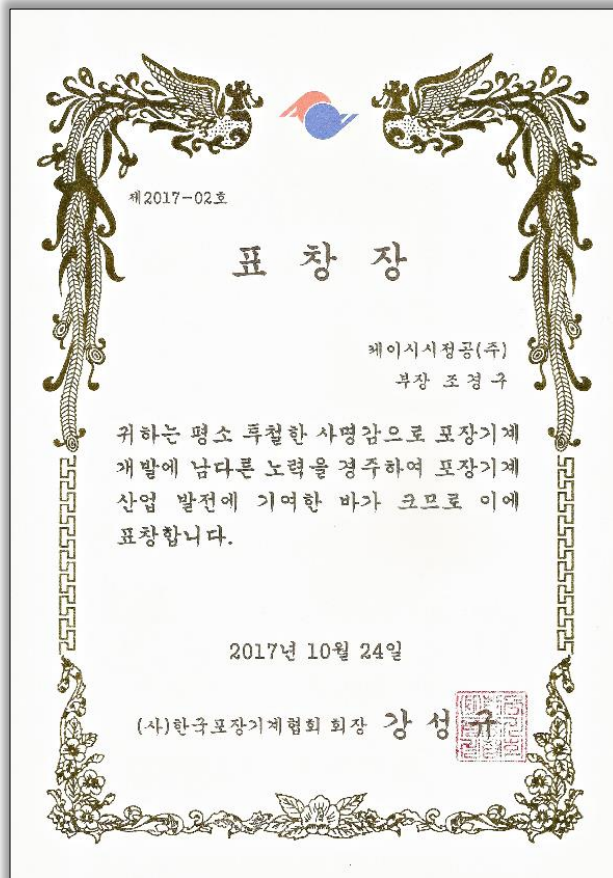 제2017-02호
표 창 장
케이시시정공(주)
부장 조경구
귀하는 평소 투철한 사명감으로 포장기계
개발에 남다른 노력을 경주하여 포장기계
산업 발전에 기여한 바가 크므로 이에
표창합니다.
2017년 10월 24일
(사)한국포장기계협회 회장 강성규